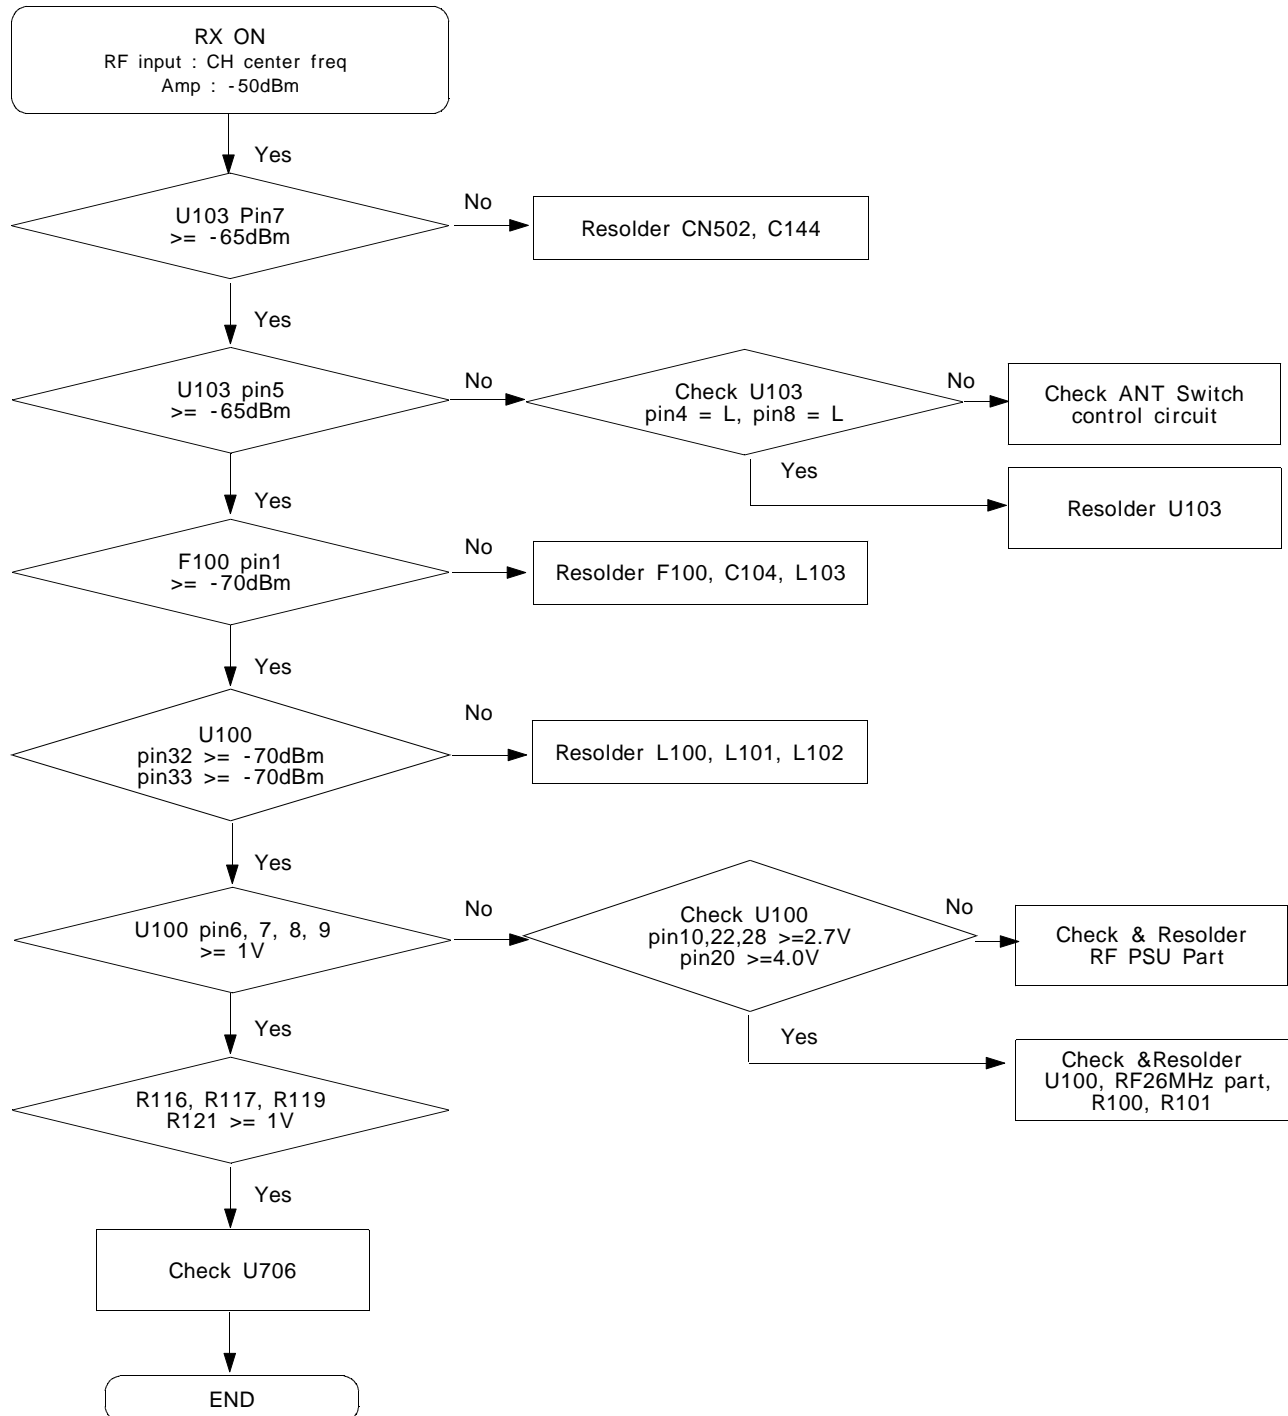 RX ON
RF input : CH center freq
Amp : -50dBm
Yes
U103 Pin7
>= -65dBm
No
Resolder CN502, C144
Yes
U103 pin5
>= -65dBm
No
Check U103
pin4 = L, pin8 = L
No
Check ANT Switch
control circuit
Yes
Resolder U103
Yes
F100 pin1
>= -70dBm
No
Resolder F100, C104, L103
Yes
U100
pin32 >= -70dBm
pin33 >= -70dBm
No
Resolder L100, L101, L102
Yes
U100 pin6, 7, 8, 9
>= 1V
No
Check U100
pin10,22,28 >=2.7V
pin20 >=4.0V
No
Check & Resolder
RF PSU Part
Yes
Check &Resolder
U100, RF26MHz part,
R100, R101
Yes
R116, R117, R119
R121 >= 1V
Yes
Check U706
END